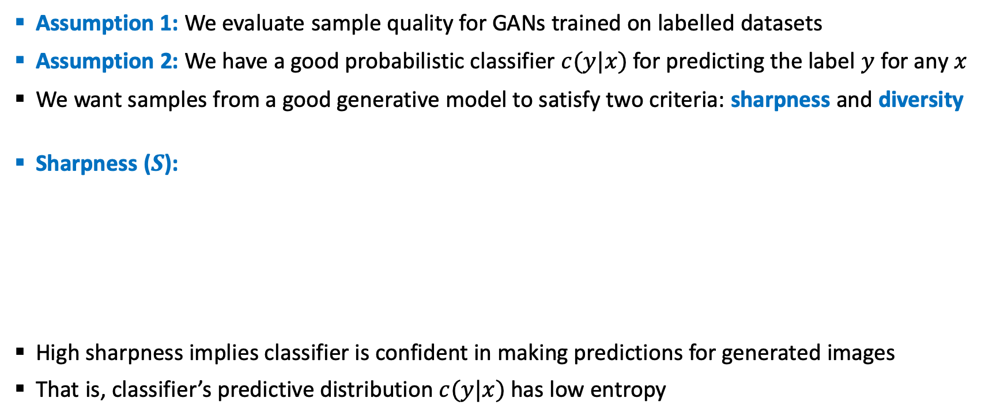 ▪ Assumption 1: We evaluate sample quality for GANs trained on labelled datasets
▪ Assumption 2: We have a good probabilistic classifier c(y|x) for predicting the label y for any x
▪ We want samples from a good generative model to satisfy two criteria: sharpness and diversity
▪ Sharpness (S):
▪ High sharpness implies classifier is confident in making predictions for generated images
▪ That is, classifier’s predictive distribution c(y|x) has low entropy